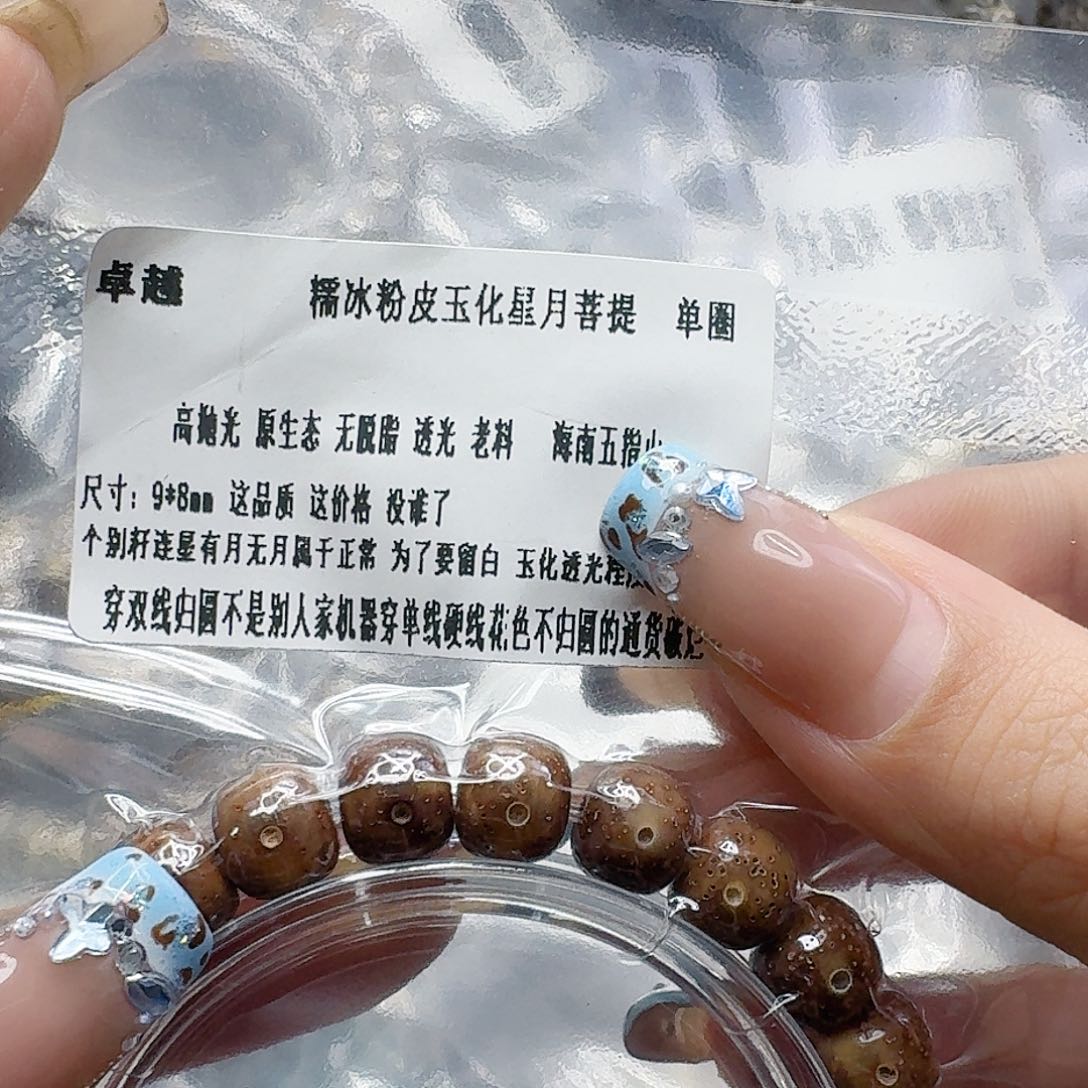 卓越 糯冰粉皮玉化星月菩提 单圈
高抛光 原生态 无脱脂 透光 老料 海南五指山
尺寸：9*8mm 这品质 这价格 没谁了
个别轩连星有月无月属于正常 为了要留白 玉化透光
穿双线归圆不是别人家机器穿单线硬线花色不归圆的通货破烂